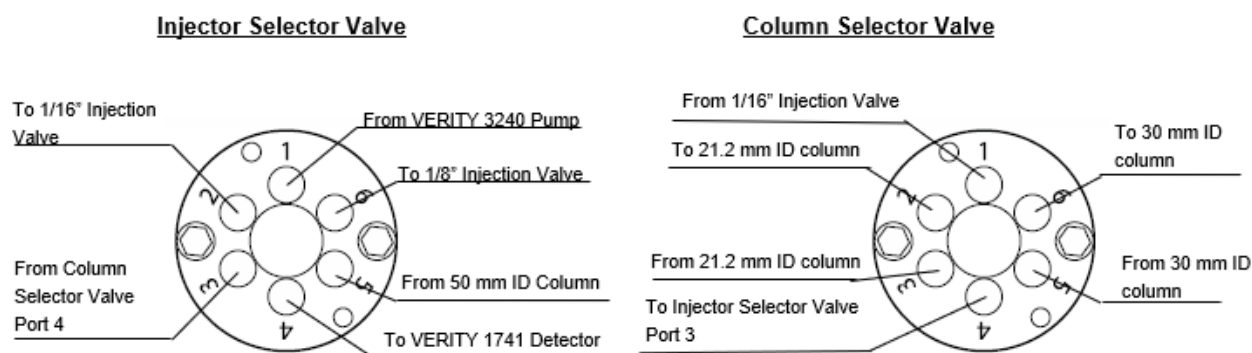 Injector Selector Valve
To 1/16" Injection
Valve
From VERITY 3240 Pump
To 1/8" Injection Valve
From Column
Selector Valve
Port 4
From 50 mm ID Column
To VERITY 1741 Detector
1
2
3
4
5
6
Column Selector Valve
From 1/16" Injection Valve
To 21.2 mm ID column
To 30 mm ID
column
From 21.2 mm ID column
From 30 mm ID
column
To Injector Selector Valve
Port 3
1
2
3
4
5
6